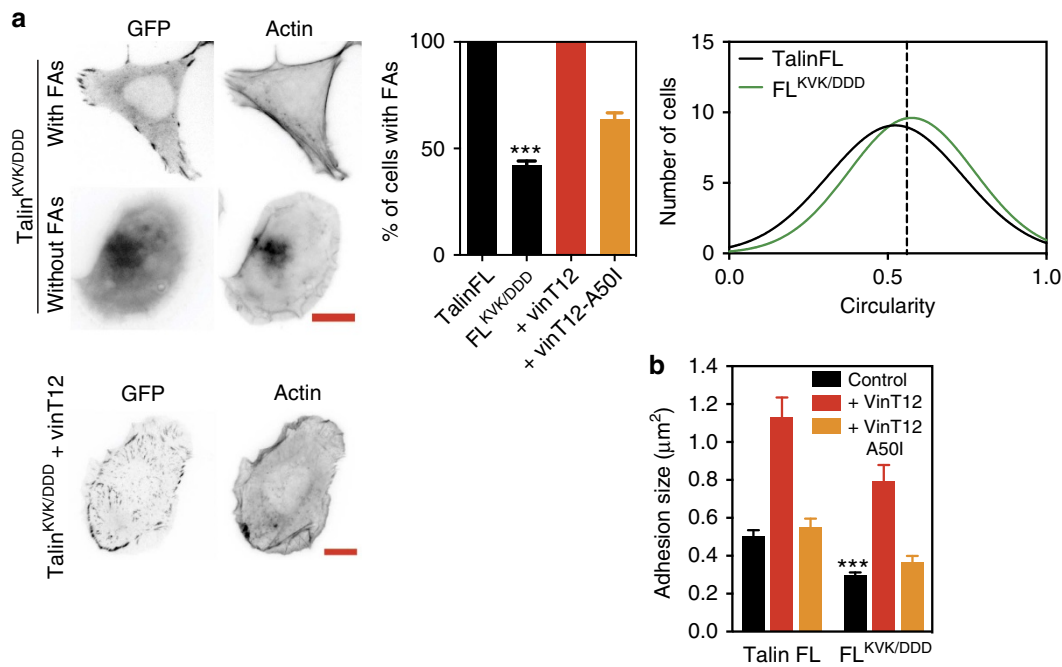 a
GFP
Actin
Talin^KVK/DDD
With FAs
Without FAs
% of cells with FAs
100
50
0
***
TalinFL
FL^KVK/DDD
+ vinT12
+ vinT12-A50I
Number of cells
15
10
5
0
TalinFL
FL^KVK/DDD
0.0
0.5
1.0
Circularity
GFP
Actin
Talin^KVK/DDD + vinT12
b
Adhesion size (μm²)
1.4
1.2
1.0
0.8
0.6
0.4
0.2
0.0
Control
+ VinT12
+ VinT12
A50I
***
Talin FL
FL^KVK/DDD